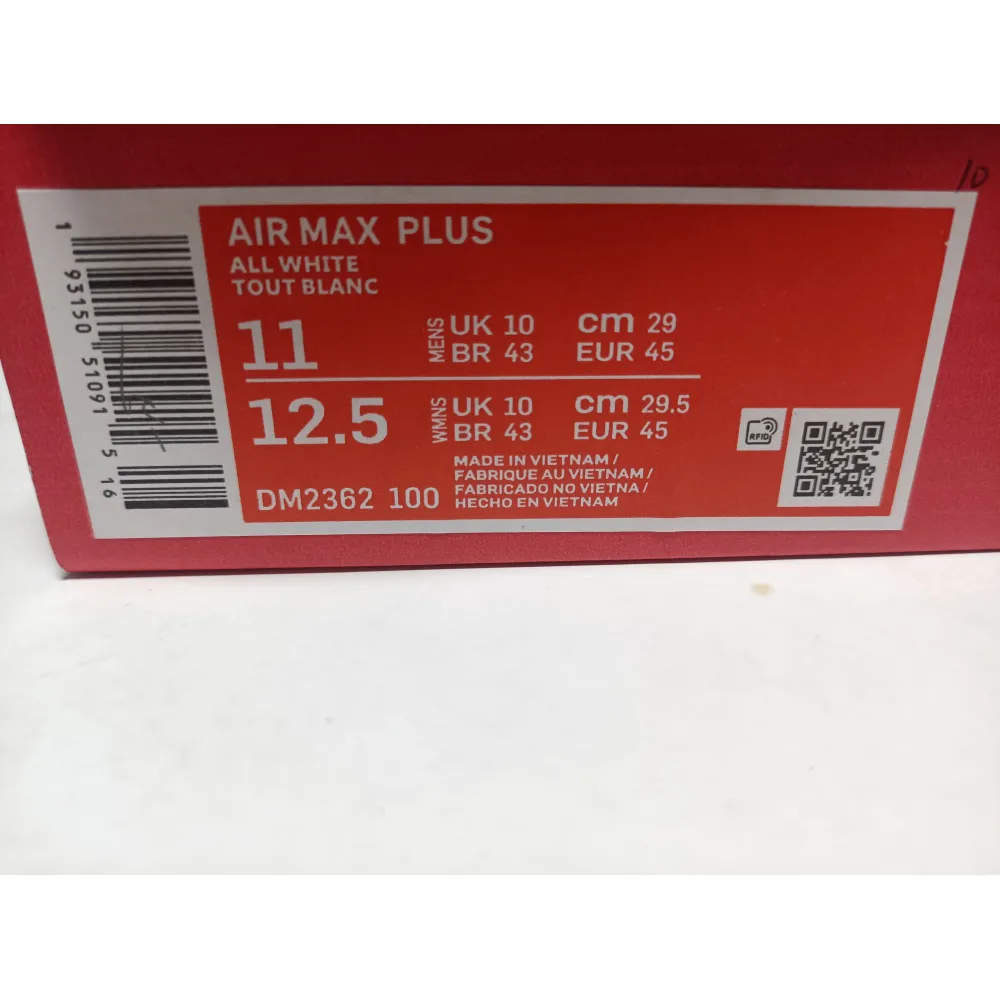 10
AIR MAX PLUS
ALL WHITE
TOUT BLANC
11 MENS UK 10 cm 29
BR 43 EUR 45
12.5 WMNS UK 10 cm 29.5
BR 43 EUR 45
RFID
MADE IN VIETNAM /
FABRIQUE AU VIETNAM /
FABRICADO NO VIETNA /
HECHO EN VIETNAM
DM2362 100
1 93150 51091 5 16